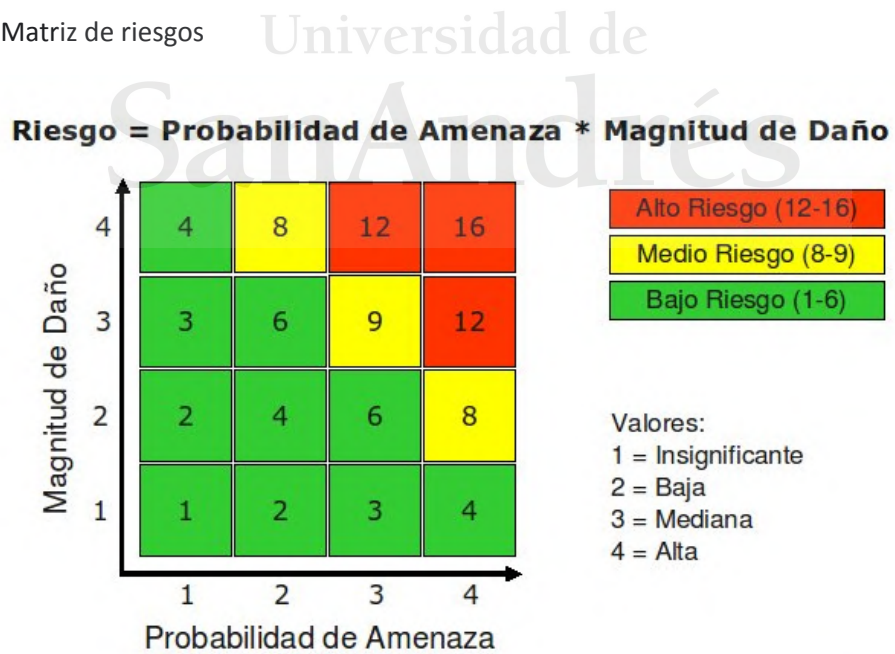 Universidad de
Matriz de riesgos
SanAndrés
Riesgo = Probabilidad de Amenaza * Magnitud de Daño
Magnitud de Daño
4 4 8 12 16
3 3 6 9 12
2 2 4 6 8
1 1 2 3 4
1 2 3 4
Probabilidad de Amenaza
Alto Riesgo (12-16)
Medio Riesgo (8-9)
Bajo Riesgo (1-6)
Valores:
1 = Insignificante
2 = Baja
3 = Mediana
4 = Alta